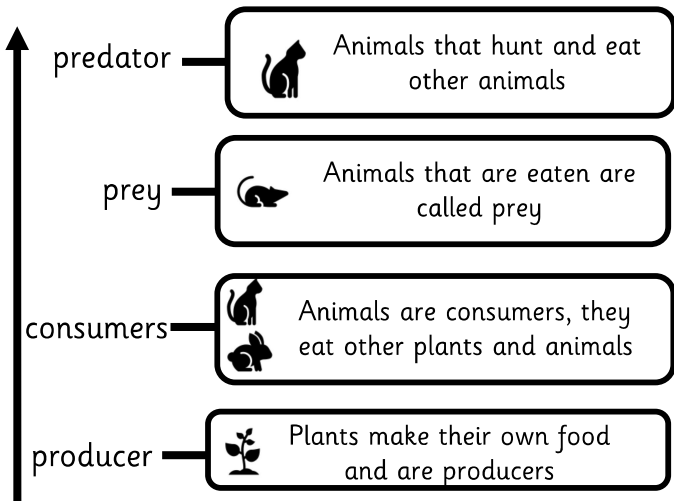 predator
Animals that hunt and eat
other animals
prey
Animals that are eaten are
called prey
consumers
Animals are consumers, they
eat other plants and animals
producer
Plants make their own food
and are producers